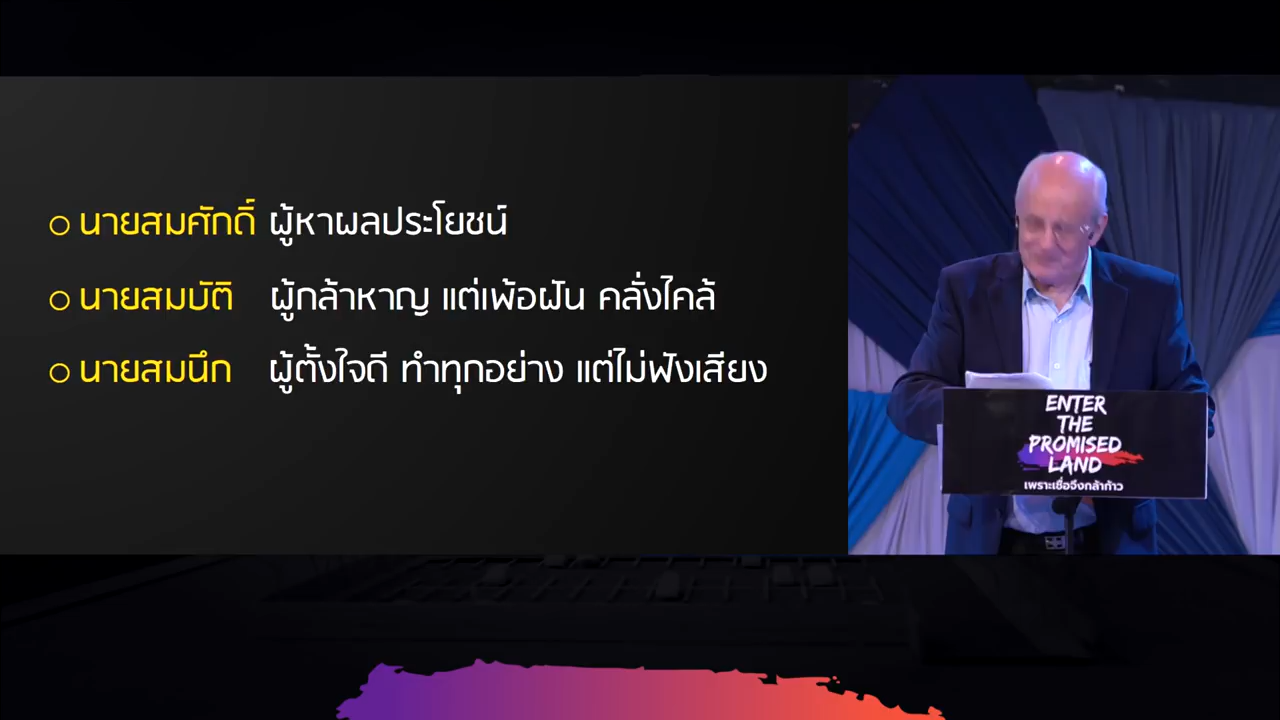 นายสมศักดิ์ ผู้หาผลประโยชน์
นายสมบัติ ผู้กล้าหาญ แต่เพ้อฝัน คลั่งไคล้
นายสมนึก ผู้ตั้งใจดี ทำทุกอย่าง แต่ไม่ฟังเสียง
ENTER
THE
PROMISED
LAND
เพราะเชื่อจึงกล้าก้าว